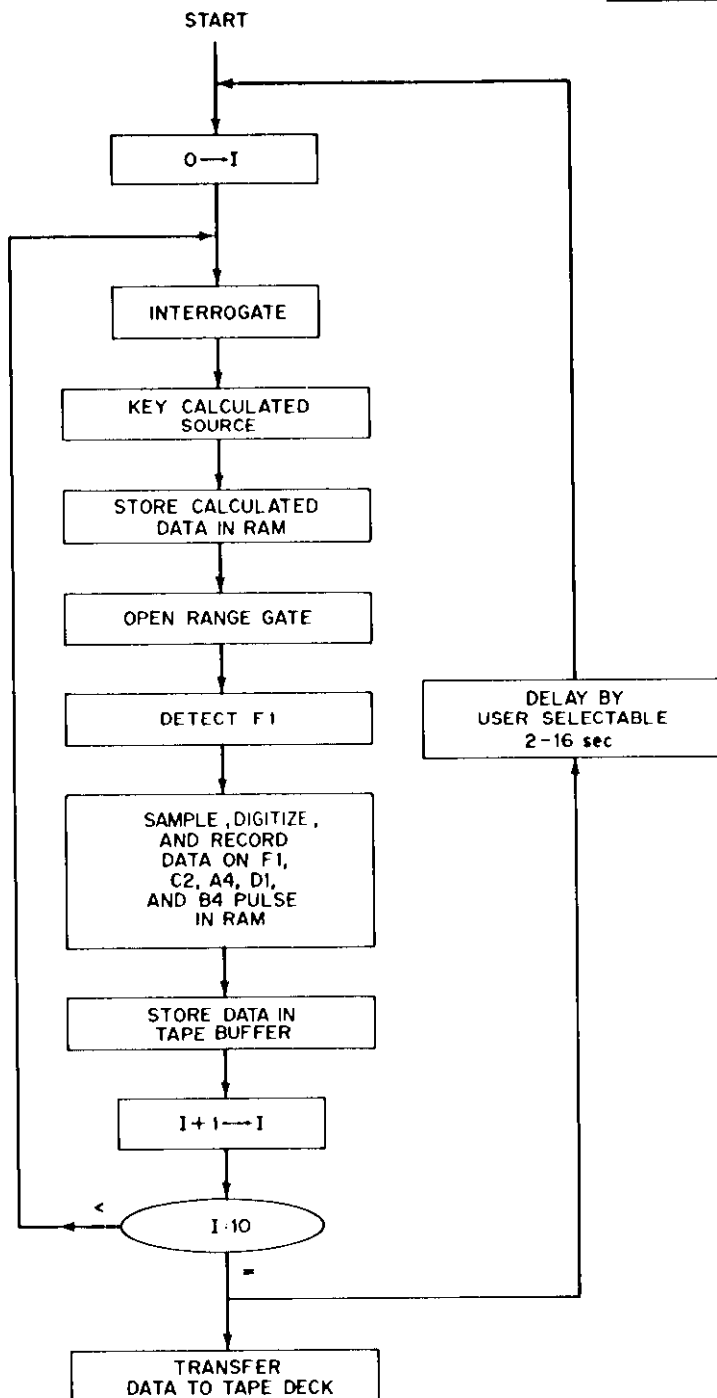 START
0→I
INTERROGATE
KEY CALCULATED
SOURCE
STORE CALCULATED
DATA IN RAM
OPEN RANGE GATE
DETECT F1
DELAY BY
USER SELECTABLE
2-16 sec
SAMPLE, DIGITIZE,
AND RECORD
DATA ON F1,
C2, A4, D1,
AND B4 PULSE
IN RAM
STORE DATA IN
TAPE BUFFER
I+1→I
<
I:10
=
TRANSFER
DATA TO TAPE DECK